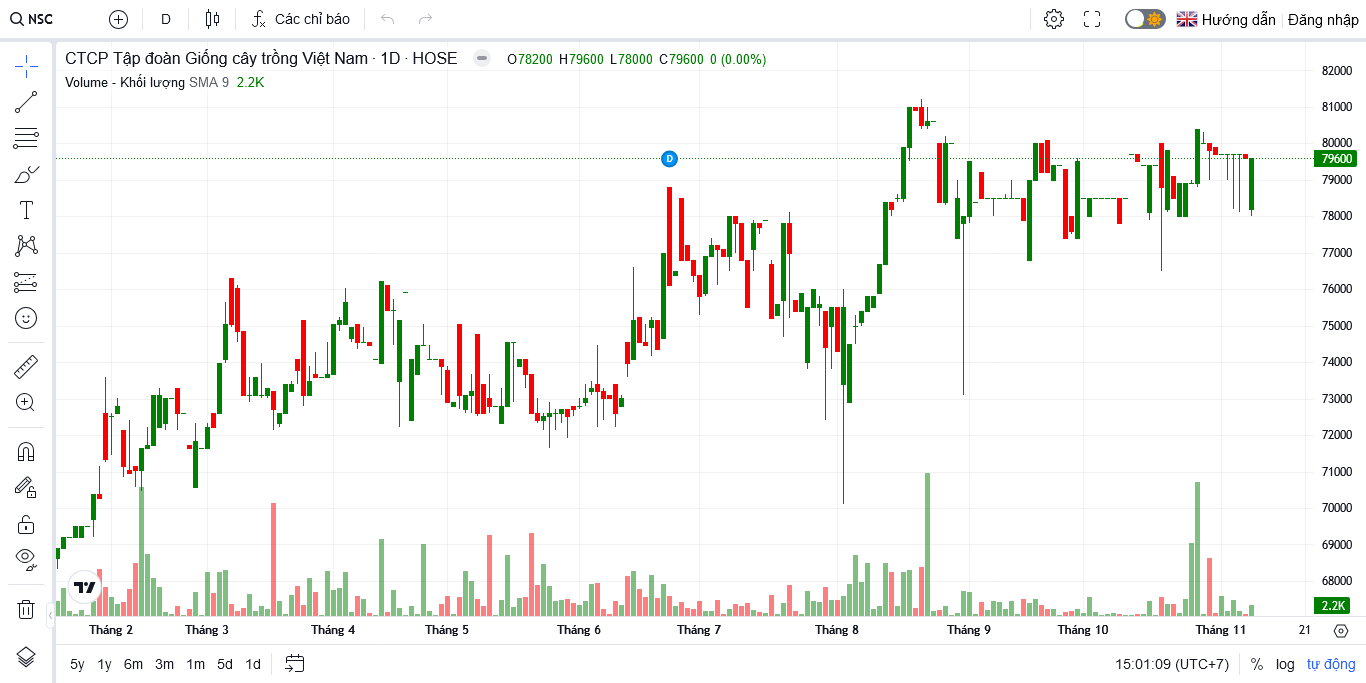 NSC D Các chỉ báo Hướng dẫn Đăng nhập
CTCP Tập đoàn Giống cây trồng Việt Nam · 1D · HOSE O78200 H79600 L78000 C79600 0 (0.00%)
Volume - Khối lượng SMA 9 2.2K
82000
81000
80000
79600
79000
78000
77000
76000
75000
74000
73000
72000
71000
70000
69000
68000
2.2K
D
Tháng 2 Tháng 3 Tháng 4 Tháng 5 Tháng 6 Tháng 7 Tháng 8 Tháng 9 Tháng 10 Tháng 11 21
5y 1y 6m 3m 1m 5d 1d 15:01:09 (UTC+7) % log tự động